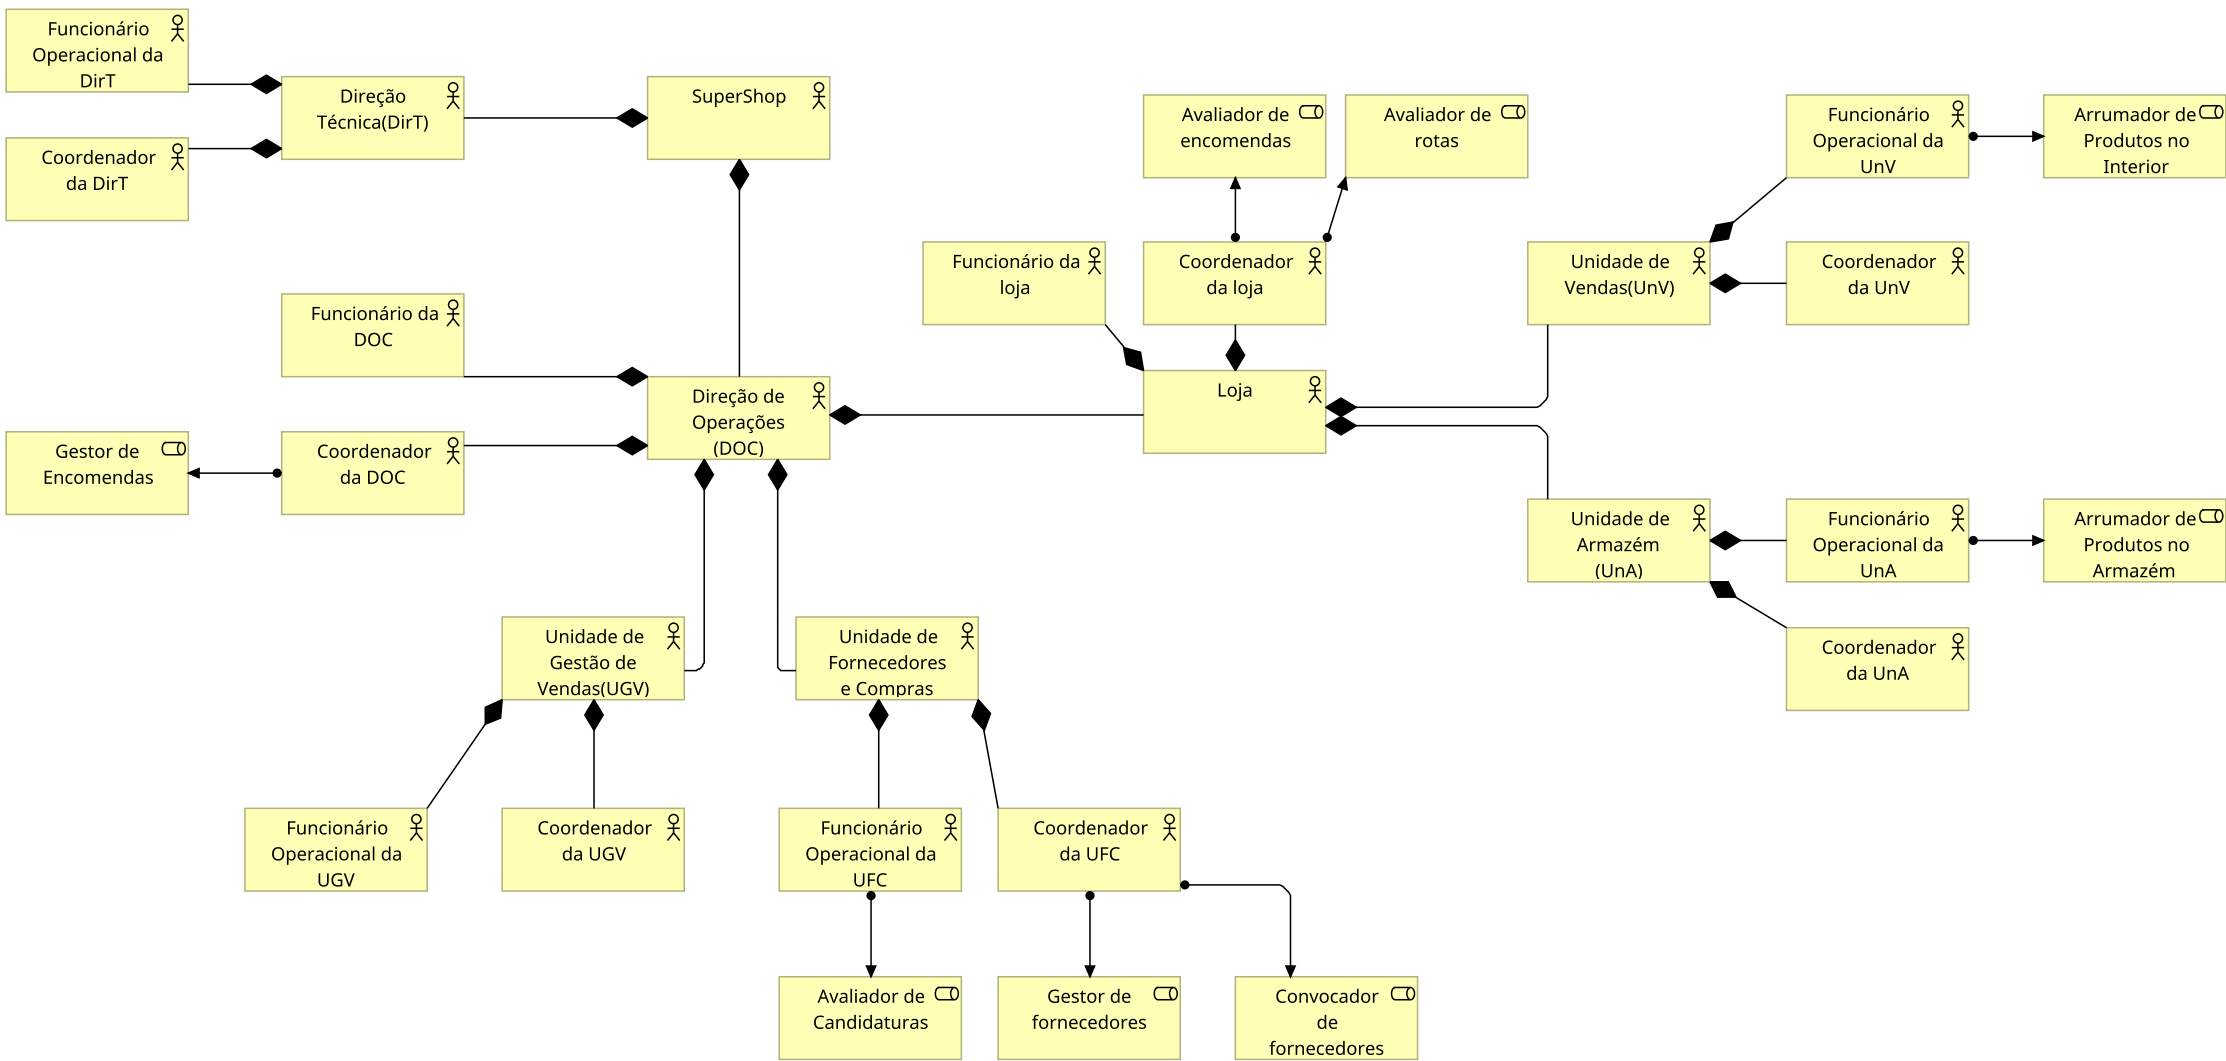 Funcionário
Operacional da
DirT
Direção
Técnica(DirT)
SuperShop
Coordenador
da DirT
Avaliador de
encomendas
Avaliador de
rotas
Funcionário
Operacional da
UnV
Arrumador de
Produtos no
Interior
Funcionário da
loja
Coordenador
da loja
Unidade de
Vendas(UnV)
Coordenador
da UnV
Funcionário da
DOC
Direção de
Operações
(DOC)
Loja
Gestor de
Encomendas
Coordenador
da DOC
Unidade de
Armazém
(UnA)
Funcionário
Operacional da
UnA
Arrumador de
Produtos no
Armazém
Coordenador
da UnA
Unidade de
Gestão de
Vendas(UGV)
Unidade de
Fornecedores
e Compras
Funcionário
Operacional da
UGV
Coordenador
da UGV
Funcionário
Operacional da
UFC
Coordenador
da UFC
Avaliador de
Candidaturas
Gestor de
fornecedores
Convocador
de
fornecedores